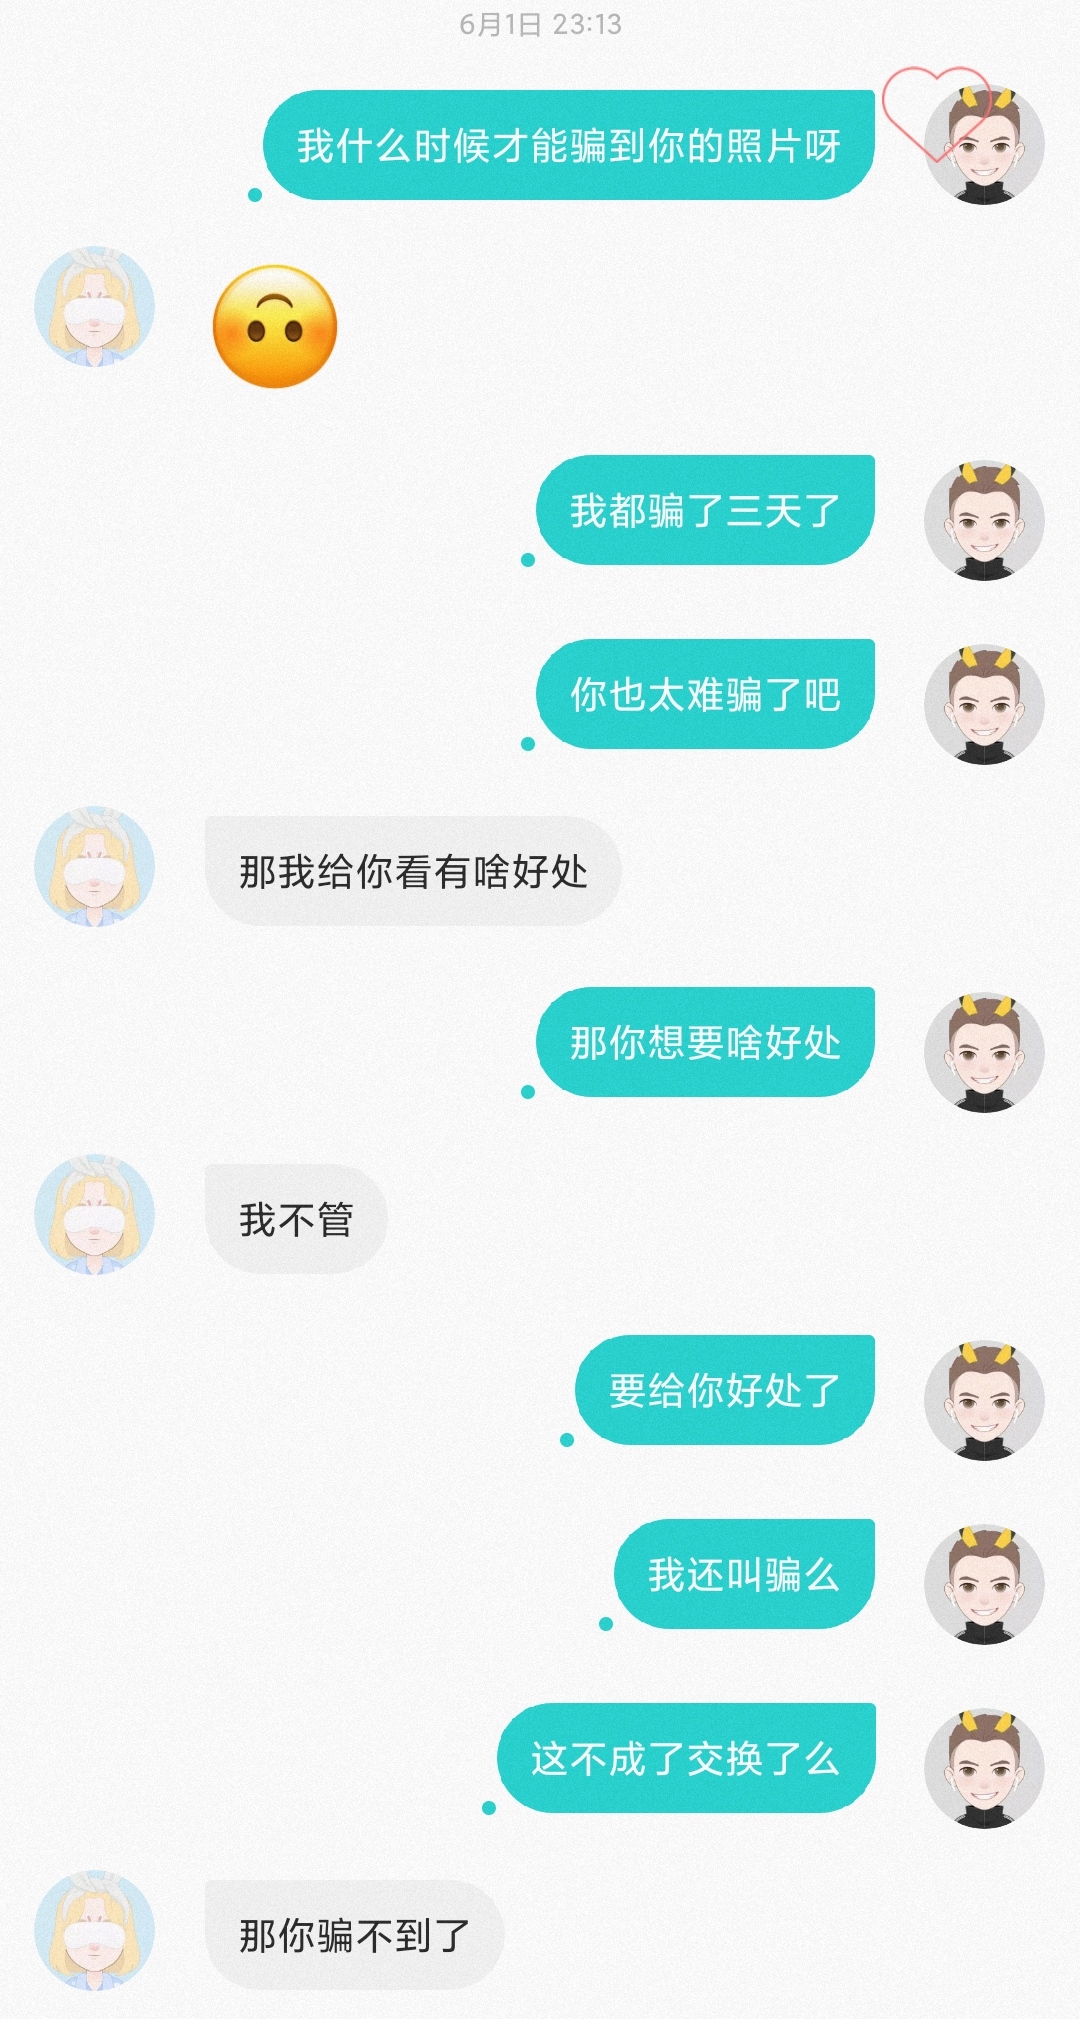 6月1日 23:13
我什么时候才能骗到你的照片呀
🙃
我都骗了三天了
你也太难骗了吧
那我给你看有啥好处
那你想要啥好处
我不管
要给你好处了
我还叫骗么
这不成了交换了么
那你骗不到了